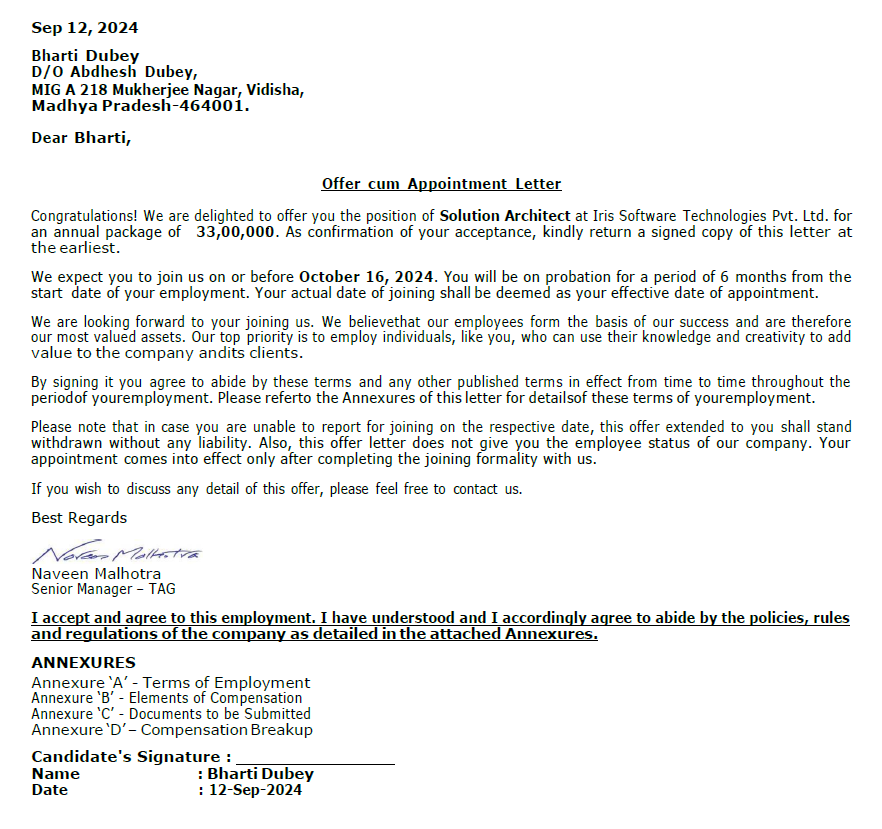 Sep 12, 2024
Bharti Dubey
D/O Abdhesh Dubey,
MIG A 218 Mukherjee Nagar, Vidisha,
Madhya Pradesh-464001.
Dear Bharti,
Offer cum Appointment Letter
Congratulations! We are delighted to offer you the position of Solution Architect at Iris Software Technologies Pvt. Ltd. for
an annual package of 33,00,000. As confirmation of your acceptance, kindly return a signed copy of this letter at
the earliest.
We expect you to join us on or before October 16, 2024. You will be on probation for a period of 6 months from the
start date of your employment. Your actual date of joining shall be deemed as your effective date of appointment.
We are looking forward to your joining us. We believethat our employees form the basis of our success and are therefore
our most valued assets. Our top priority is to employ individuals, like you, who can use their knowledge and creativity to add
value to the company andits clients.
By signing it you agree to abide by these terms and any other published terms in effect from time to time throughout the
periodof youremployment. Please referto the Annexures of this letter for detailsof these terms of youremployment.
Please note that in case you are unable to report for joining on the respective date, this offer extended to you shall stand
withdrawn without any liability. Also, this offer letter does not give you the employee status of our company. Your
appointment comes into effect only after completing the joining formality with us.
If you wish to discuss any detail of this offer, please feel free to contact us.
Best Regards
Naveen Malhotra
Naveen Malhotra
Senior Manager – TAG
I accept and agree to this employment. I have understood and I accordingly agree to abide by the policies, rules
and regulations of the company as detailed in the attached Annexures.
ANNEXURES
Annexure ‘A’ - Terms of Employment
Annexure ‘B’ - Elements of Compensation
Annexure ‘C’ - Documents to be Submitted
Annexure ‘D’ – Compensation Breakup
Candidate's Signature : ____________________
Name : Bharti Dubey
Date : 12-Sep-2024